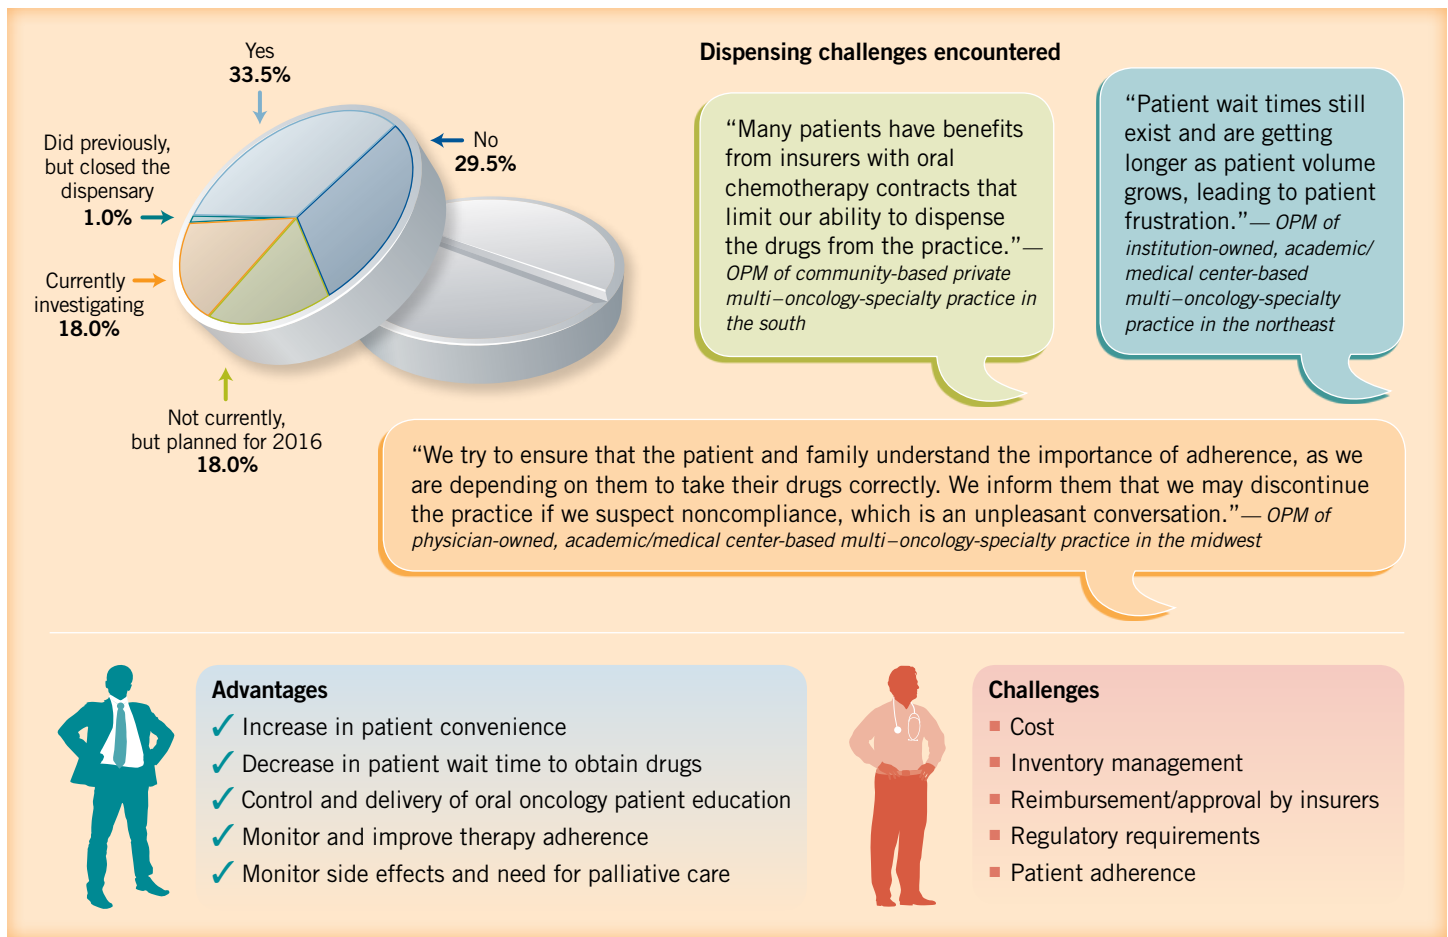 Yes
33.5%
No
29.5%
Did previously,
but closed the
dispensary
1.0%
Currently
investigating
18.0%
Not currently,
but planned for 2016
18.0%
Dispensing challenges encountered
“Many patients have benefits
from insurers with oral
chemotherapy contracts that
limit our ability to dispense
the drugs from the practice.”—
OPM of community-based private
multi–oncology-specialty practice in
the south
“Patient wait times still
exist and are getting
longer as patient volume
grows, leading to patient
frustration.”— OPM of
institution-owned, academic/
medical center-based
multi–oncology-specialty
practice in the northeast
“We try to ensure that the patient and family understand the importance of adherence, as we
are depending on them to take their drugs correctly. We inform them that we may discontinue
the practice if we suspect noncompliance, which is an unpleasant conversation.”— OPM of
physician-owned, academic/medical center-based multi–oncology-specialty practice in the midwest
Advantages
✓ Increase in patient convenience
✓ Decrease in patient wait time to obtain drugs
✓ Control and delivery of oral oncology patient education
✓ Monitor and improve therapy adherence
✓ Monitor side effects and need for palliative care
Challenges
■ Cost
■ Inventory management
■ Reimbursement/approval by insurers
■ Regulatory requirements
■ Patient adherence